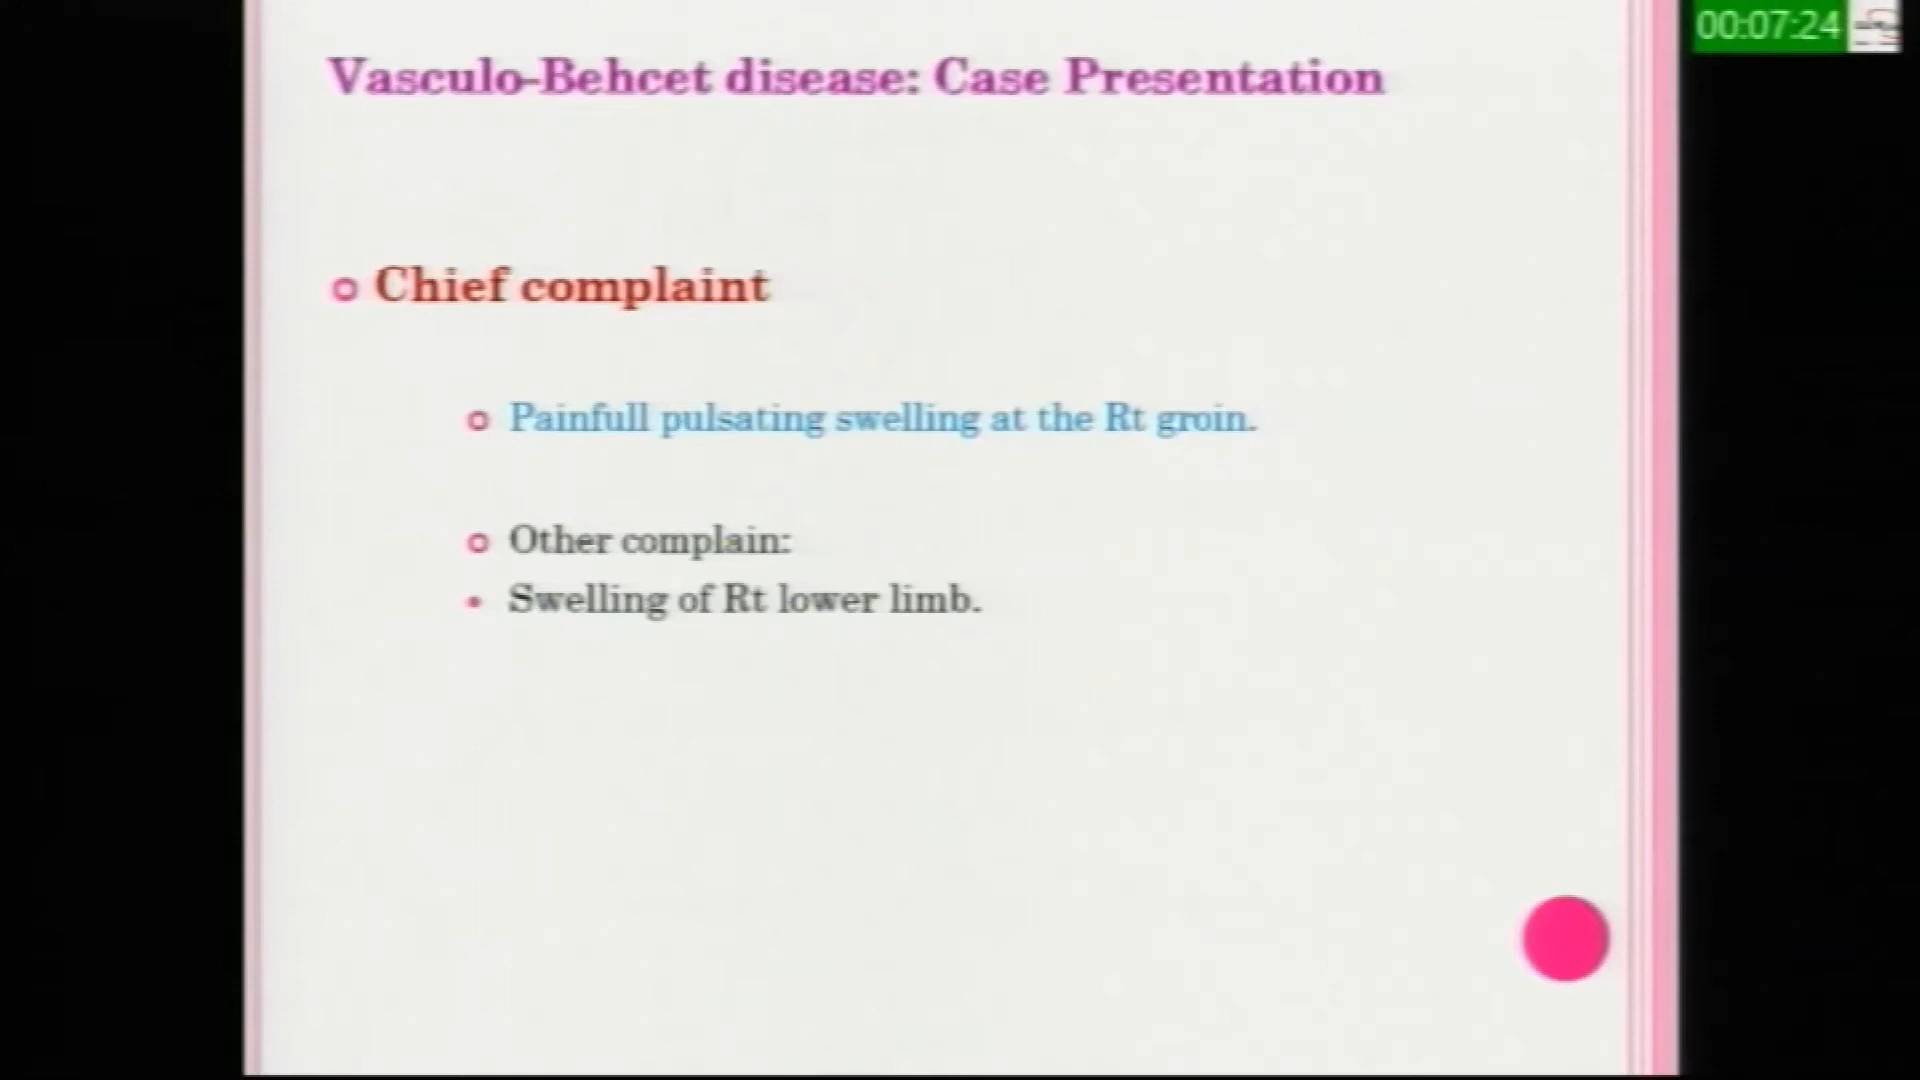 00:07:24
Vasculo-Behcet disease: Case Presentation
Chief complaint
Painfull pulsating swelling at the Rt groin.
Other complain:
Swelling of Rt lower limb.